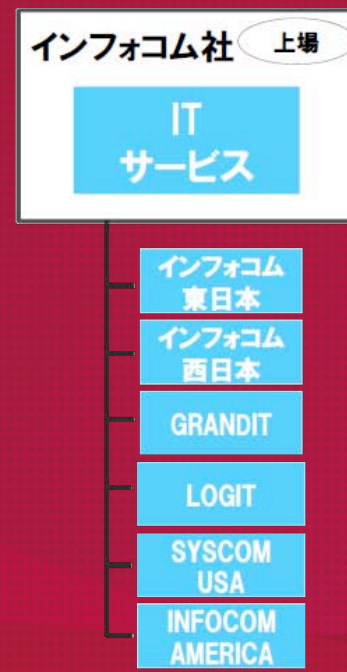 インフォコム社 上場
IT
サービス
インフォコム
東日本
インフォコム
西日本
GRANDIT
LOGIT
SYSCOM
USA
INFOCOM
AMERICA